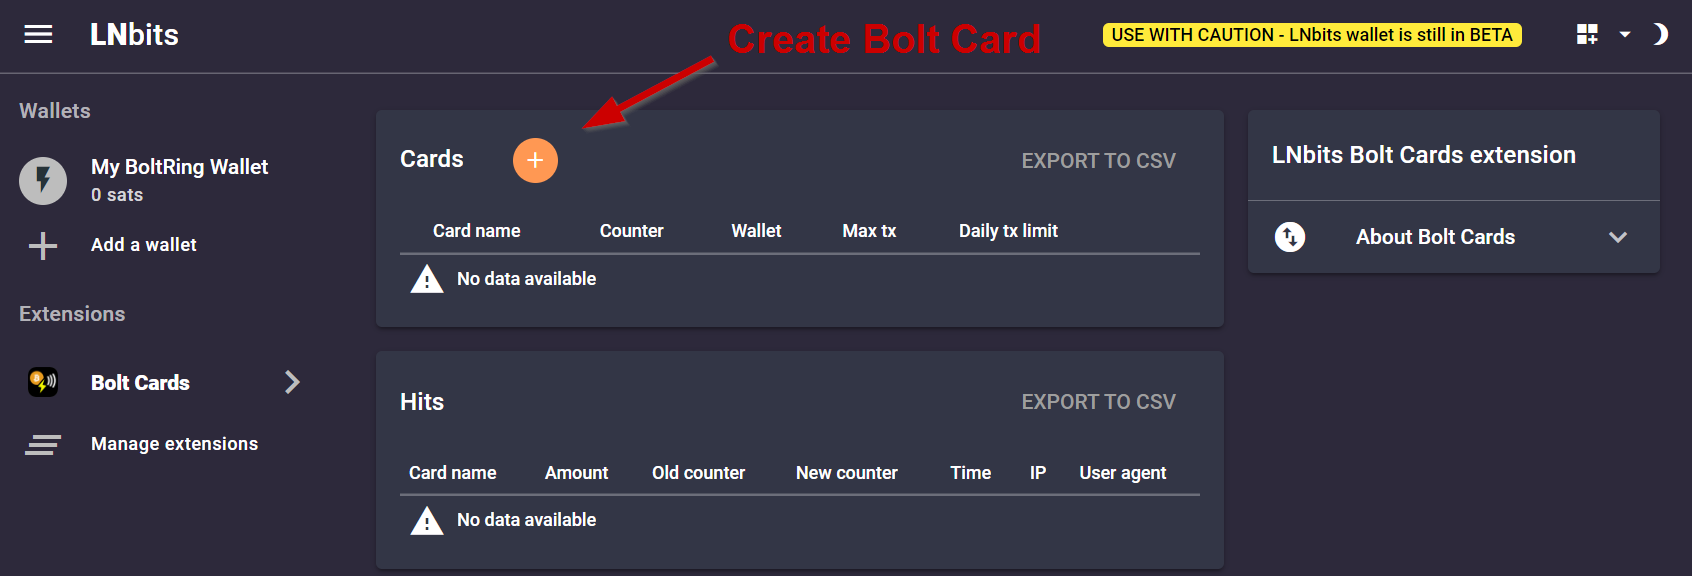 LNbits
Create Bolt Card
USE WITH CAUTION - LNbits wallet is still in BETA
Wallets
My BoltRing Wallet
0 sats
Add a wallet
Extensions
Bolt Cards
Manage extensions
Cards
EXPORT TO CSV
Card name Counter Wallet Max tx Daily tx limit
No data available
Hits
EXPORT TO CSV
Card name Amount Old counter New counter Time IP User agent
No data available
LNbits Bolt Cards extension
About Bolt Cards